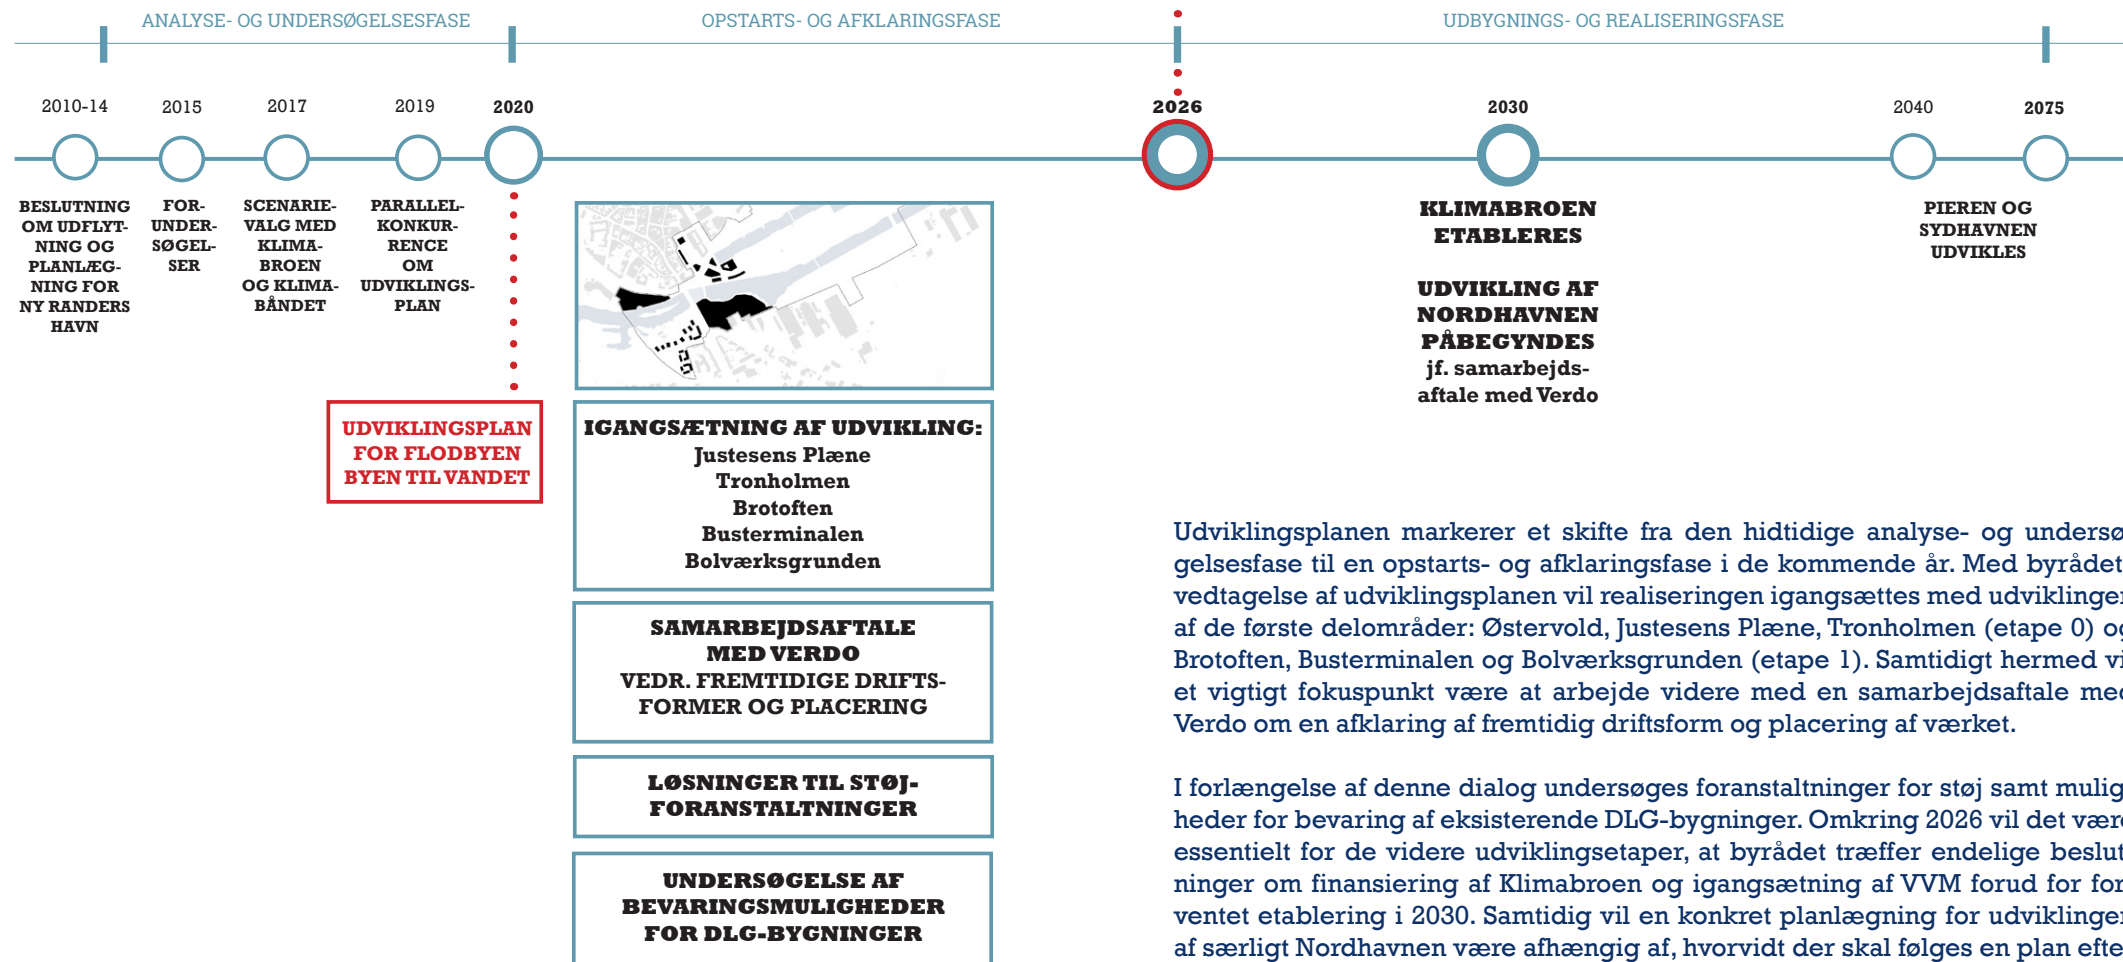 ANALYSE- OG UNDERSØGELSESFASE
OPSTARTS- OG AFKLARINGSFASE
UDBYGNINGS- OG REALISERINGSFASE
2010-14
2015
2017
2019
2020
2026
2030
2040
2075
BESLUTNING
OM UDFLYT-
NING OG
PLANLÆG-
NING FOR
NY RANDERS
HAVN
FOR-
UNDER-
SØGEL-
SER
SCENARIE-
VALG MED
KLIMA-
BROEN
OG KLIMA-
BÅNDET
PARALLEL-
KONKUR-
RENCE
OM
UDVIKLINGS-
PLAN
UDVIKLINGSPLAN
FOR FLODBYEN
BYEN TIL VANDET
IGANGSÆTNING AF UDVIKLING:
Justesens Plæne
Tronholmen
Brotoften
Busterminalen
Bolværksgrunden
SAMARBEJDSAFTALE
MED VERDO
VEDR. FREMTIDIGE DRIFTS-
FORMER OG PLACERING
LØSNINGER TIL STØJ-
FORANSTALTNINGER
UNDERSØGELSE AF
BEVARINGSMULIGHEDER
FOR DLG-BYGNINGER
KLIMABROEN
ETABLERES
UDVIKLING AF
NORDHAVNEN
PÅBEGYNDES
jf. samarbejds-
aftale med Verdo
PIEREN OG
SYDHAVNEN
UDVIKLES
Udviklingsplanen markerer et skifte fra den hidtidige analyse- og undersø
gelsesfase til en opstarts- og afklaringsfase i de kommende år. Med byrådet
vedtagelse af udviklingsplanen vil realiseringen igangsættes med udviklingen
af de første delområder: Østervold, Justesens Plæne, Tronholmen (etape 0) og
Brotoften, Busterminalen og Bolværksgrunden (etape 1). Samtidigt hermed vi
et vigtigt fokuspunkt være at arbejde videre med en samarbejdsaftale med
Verdo om en afklaring af fremtidig driftsform og placering af værket.
I forlængelse af denne dialog undersøges foranstaltninger for støj samt mulig
heder for bevaring af eksisterende DLG-bygninger. Omkring 2026 vil det være
essentielt for de videre udviklingsetaper, at byrådet træffer endelige beslut
ninger om finansiering af Klimabroen og igangsætning af VVM forud for for
ventet etablering i 2030. Samtidig vil en konkret planlægning for udviklingen
af særligt Nordhavnen være afhængig af, hvorvidt der skal følges en plan efte